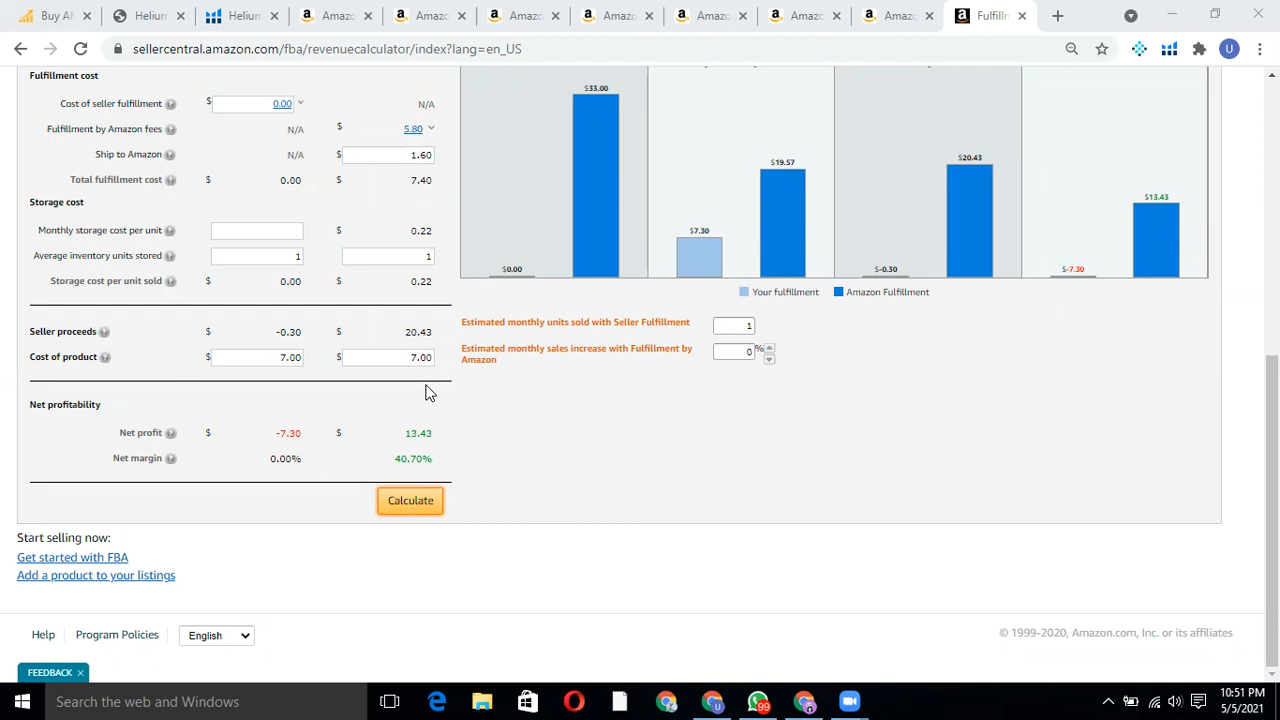 Buy Al
Helium
Helium
Amazo
Amazo
Amazo
Amazo
Amazo
Amazo
Amazo
Fulfilln
sellercentral.amazon.com/fba/revenuecalculator/index?lang=en_US
U
Fulfillment cost
Cost of seller fulfillment $ 0.00 N/A
Fulfillment by Amazon fees N/A $ 5.80
Ship to Amazon N/A $ 1.60
Total fulfillment cost $ 0.00 $ 7.40
Storage cost
Monthly storage cost per unit $ 0.22
Average inventory units stored 1 1
Storage cost per unit sold $ 0.00 0.22
Seller proceeds $ -0.30 $ 20.43
Cost of product $ 7.00 $ 7.00
Net profitability
Net profit $ -7.30 $ 13.43
Net margin 0.00% 40.70%
Calculate
$33.00
$19.57
$20.43
$13.43
$7.30
$0.00
$-0.30
$-7.30
Your fulfillment Amazon Fulfillment
Estimated monthly units sold with Seller Fulfillment 1
Estimated monthly sales increase with Fulfillment by 0 %
Amazon
Start selling now:
Get started with FBA
Add a product to your listings
Help Program Policies English
© 1999-2020, Amazon.com, Inc. or its affiliates
FEEDBACK ×
Search the web and Windows
99
10:51 PM
5/5/2021